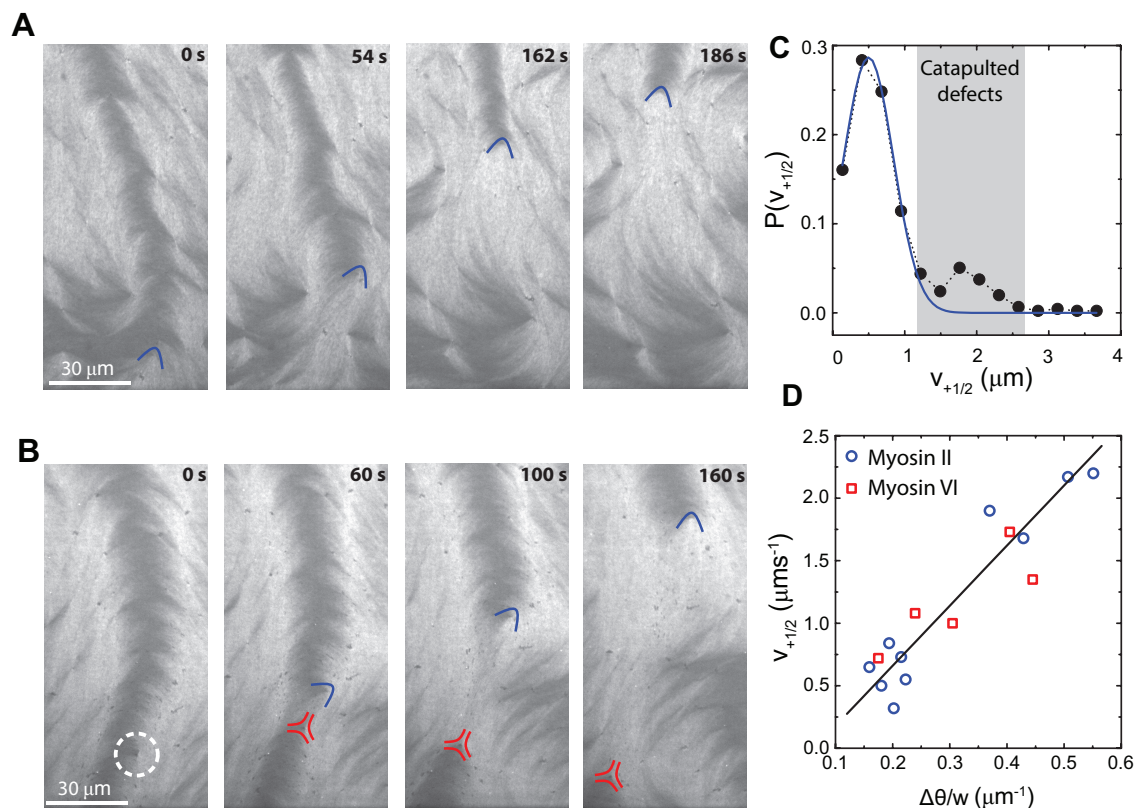 A
0 s
54 s
162 s
186 s
30 μm
B
0 s
60 s
100 s
160 s
30 μm
C
0.3
0.2
0.1
0.0
P(v+1/2)
Catapulted
defects
0 1 2 3 4
v+1/2 (μm)
D
2.5
2.0
1.5
1.0
0.5
0.0
v+1/2 (μms-1)
Myosin II
Myosin VI
0.1 0.2 0.3 0.4 0.5 0.6
Δθ/w (μm-1)